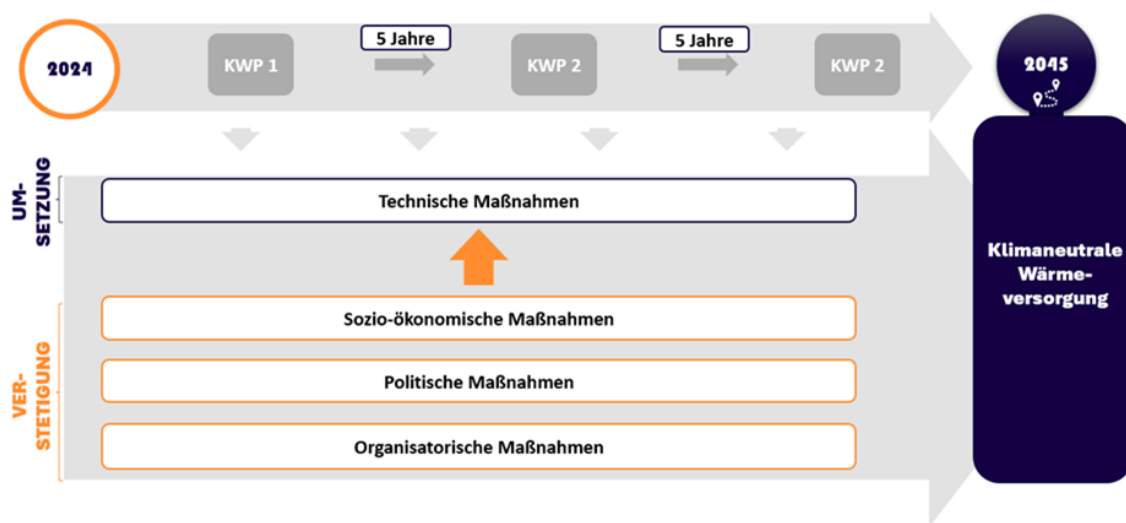 2024
KWP 1
5 Jahre
KWP 2
5 Jahre
KWP 2
2045
UM-
SETZUNG
Technische Maßnahmen
Klimaneutrale
Wärme-
versorgung
VER-
STETIGUNG
Sozio-ökonomische Maßnahmen
Politische Maßnahmen
Organisatorische Maßnahmen